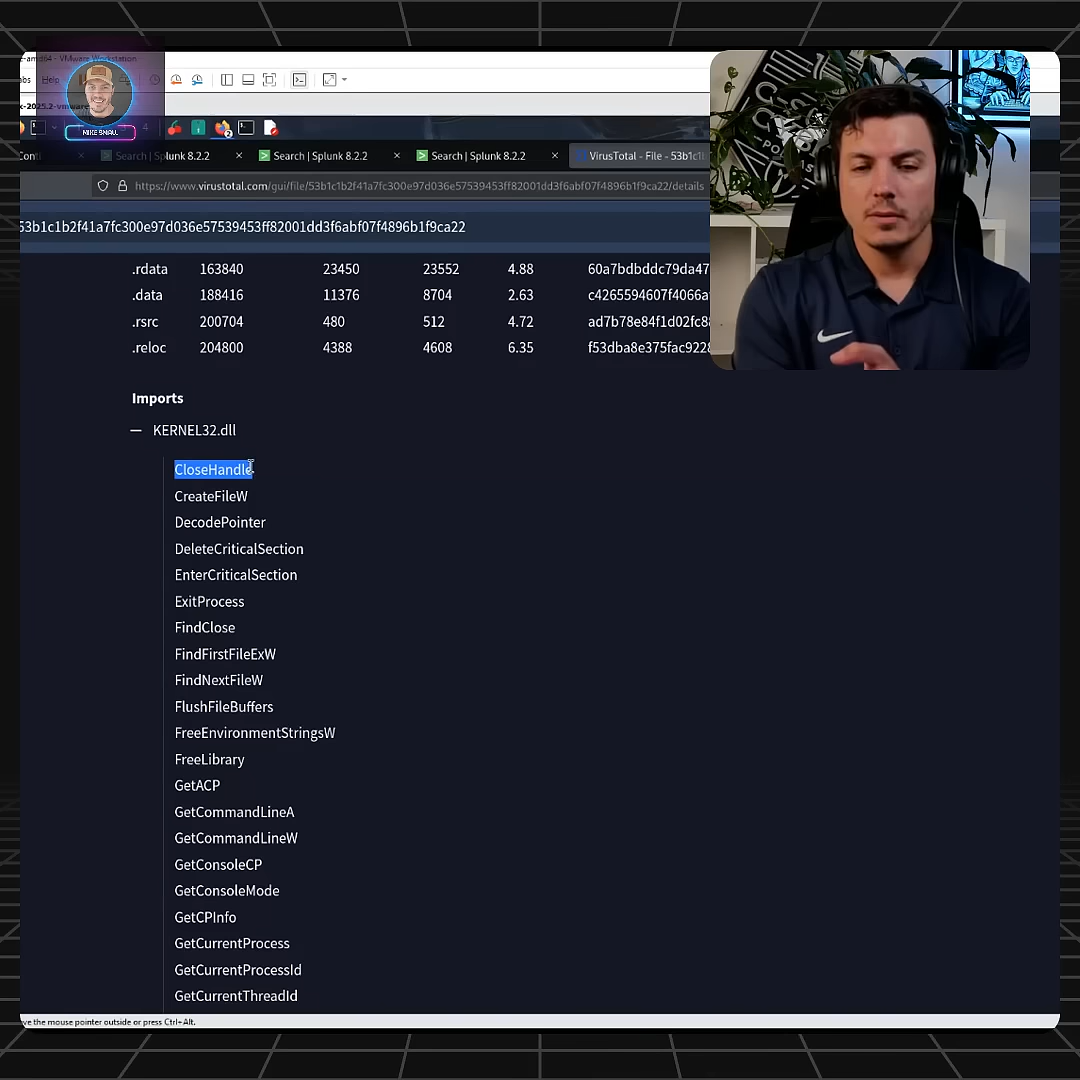 - VMware Workstation
Help
MIKE SMALL
Search | Splunk 8.2.2
Search | Splunk 8.2.2
Search | Splunk 8.2.2
VirusTotal - File - 53b1c1b
https://www.virustotal.com/gui/file/53b1c1b2f41a7fc300e97d036e57539453ff82001dd3f6abf07f4896b1f9ca22/details
53b1c1b2f41a7fc300e97d036e57539453ff82001dd3f6abf07f4896b1f9ca22
.rdata 163840 23450 23552 4.88 60a7bdbddc79da47
.data 188416 11376 8704 2.63 c4265594607f4066a
.rsrc 200704 480 512 4.72 ad7b78e84f1d02fc8
.reloc 204800 4388 4608 6.35 f53dba8e375fac9228
Imports
KERNEL32.dll
CloseHandle
CreateFileW
DecodePointer
DeleteCriticalSection
EnterCriticalSection
ExitProcess
FindClose
FindFirstFileExW
FindNextFileW
FlushFileBuffers
FreeEnvironmentStringsW
FreeLibrary
GetACP
GetCommandLineA
GetCommandLineW
GetConsoleCP
GetConsoleMode
GetCPInfo
GetCurrentProcess
GetCurrentProcessId
GetCurrentThreadId
ve the mouse pointer outside or press Ctrl+Alt.